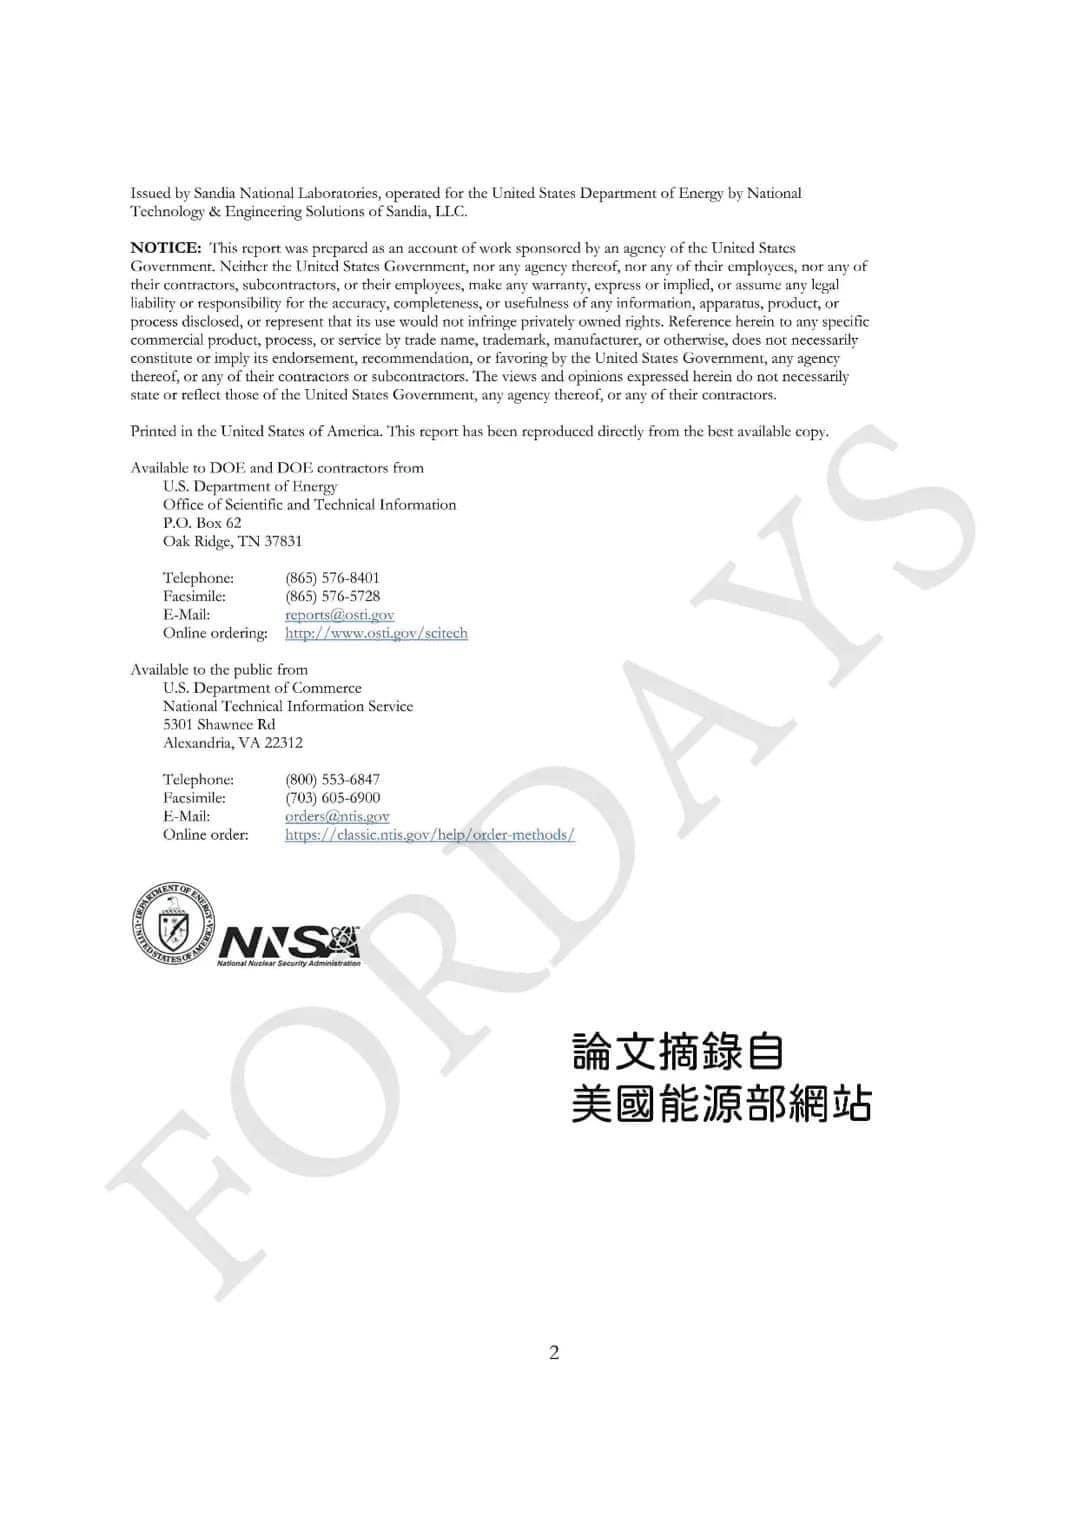 Issued by Sandia National Laboratories, operated for the United States Department of Energy by National
Technology & Engineering Solutions of Sandia, LLC.
NOTICE: This report was prepared as an account of work sponsored by an agency of the United States
Government. Neither the United States Government, nor any agency thereof, nor any of their employees, nor any of
their contractors, subcontractors, or their employees, make any warranty, express or implied, or assume any legal
liability or responsibility for the accuracy, completeness, or usefulness of any information, apparatus, product, or
process disclosed, or represent that its use would not infringe privately owned rights. Reference herein to any specific
commercial product, process, or service by trade name, trademark, manufacturer, or otherwise, does not necessarily
constitute or imply its endorsement, recommendation, or favoring by the United States Government, any agency
thereof, or any of their contractors or subcontractors. The views and opinions expressed herein do not necessarily
state or reflect those of the United States Government, any agency thereof, or any of their contractors.
Printed in the United States of America. This report has been reproduced directly from the best available copy.
Available to DOE and DOE contractors from
U.S. Department of Energy
Office of Scientific and Technical Information
P.O. Box 62
Oak Ridge, TN 37831
Telephone: (865) 576-8401
Facsimile: (865) 576-5728
E-Mail: reports@osti.gov
Online ordering: http://www.osti.gov/scitech
Available to the public from
U.S. Department of Commerce
National Technical Information Service
5301 Shawnee Rd
Alexandria, VA 22312
Telephone: (800) 553-6847
Facsimile: (703) 605-6900
E-Mail: orders@ntis.gov
Online order: https://classic.ntis.gov/help/order-methods/
DEPARTMENT OF ENERGY
UNITED STATES OF AMERICA
NNSA
National Nuclear Security Administration
論文摘錄自
美國能源部網站
FORDAYS
2